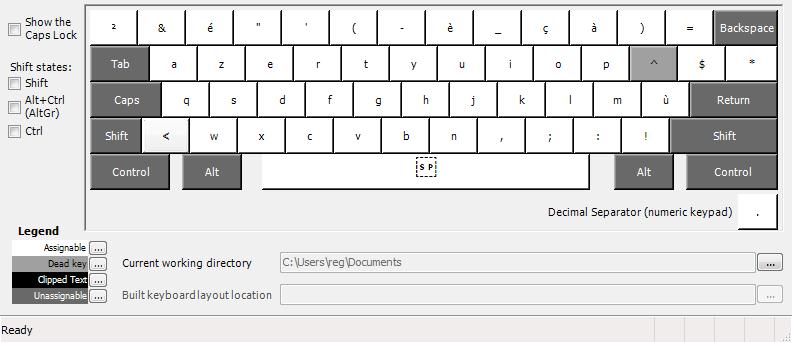 Show the
Caps Lock
Shift states:
Shift
Alt+Ctrl
(AltGr)
Ctrl
² & é " ' ( - è _ ç à ) = Backspace
Tab a z e r t y u i o p ^ $ *
Caps q s d f g h j k l m ù Return
Shift < w x c v b n , ; : ! Shift
Control Alt SP Alt Control
Decimal Separator (numeric keypad) .
Legend
Assignable ...
Dead key ...
Clipped Text ...
Unassignable ...
Current working directory C:\Users\reg\Documents ...
Built keyboard layout location ...
Ready